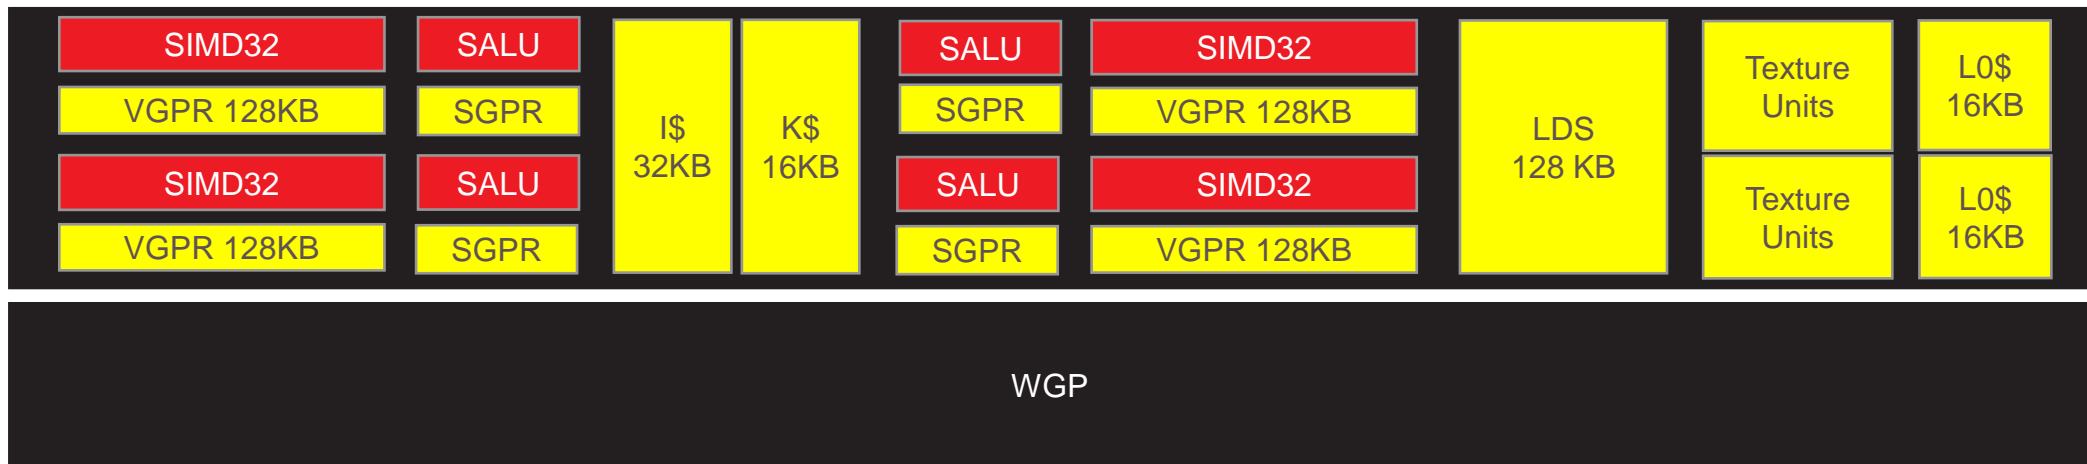 SIMD32
SALU
VGPR 128KB
SGPR
SIMD32
SALU
VGPR 128KB
SGPR
I$
32KB
K$
16KB
SALU
SIMD32
SGPR
VGPR 128KB
SALU
SIMD32
SGPR
VGPR 128KB
LDS
128 KB
Texture
Units
L0$
16KB
Texture
Units
L0$
16KB
WGP